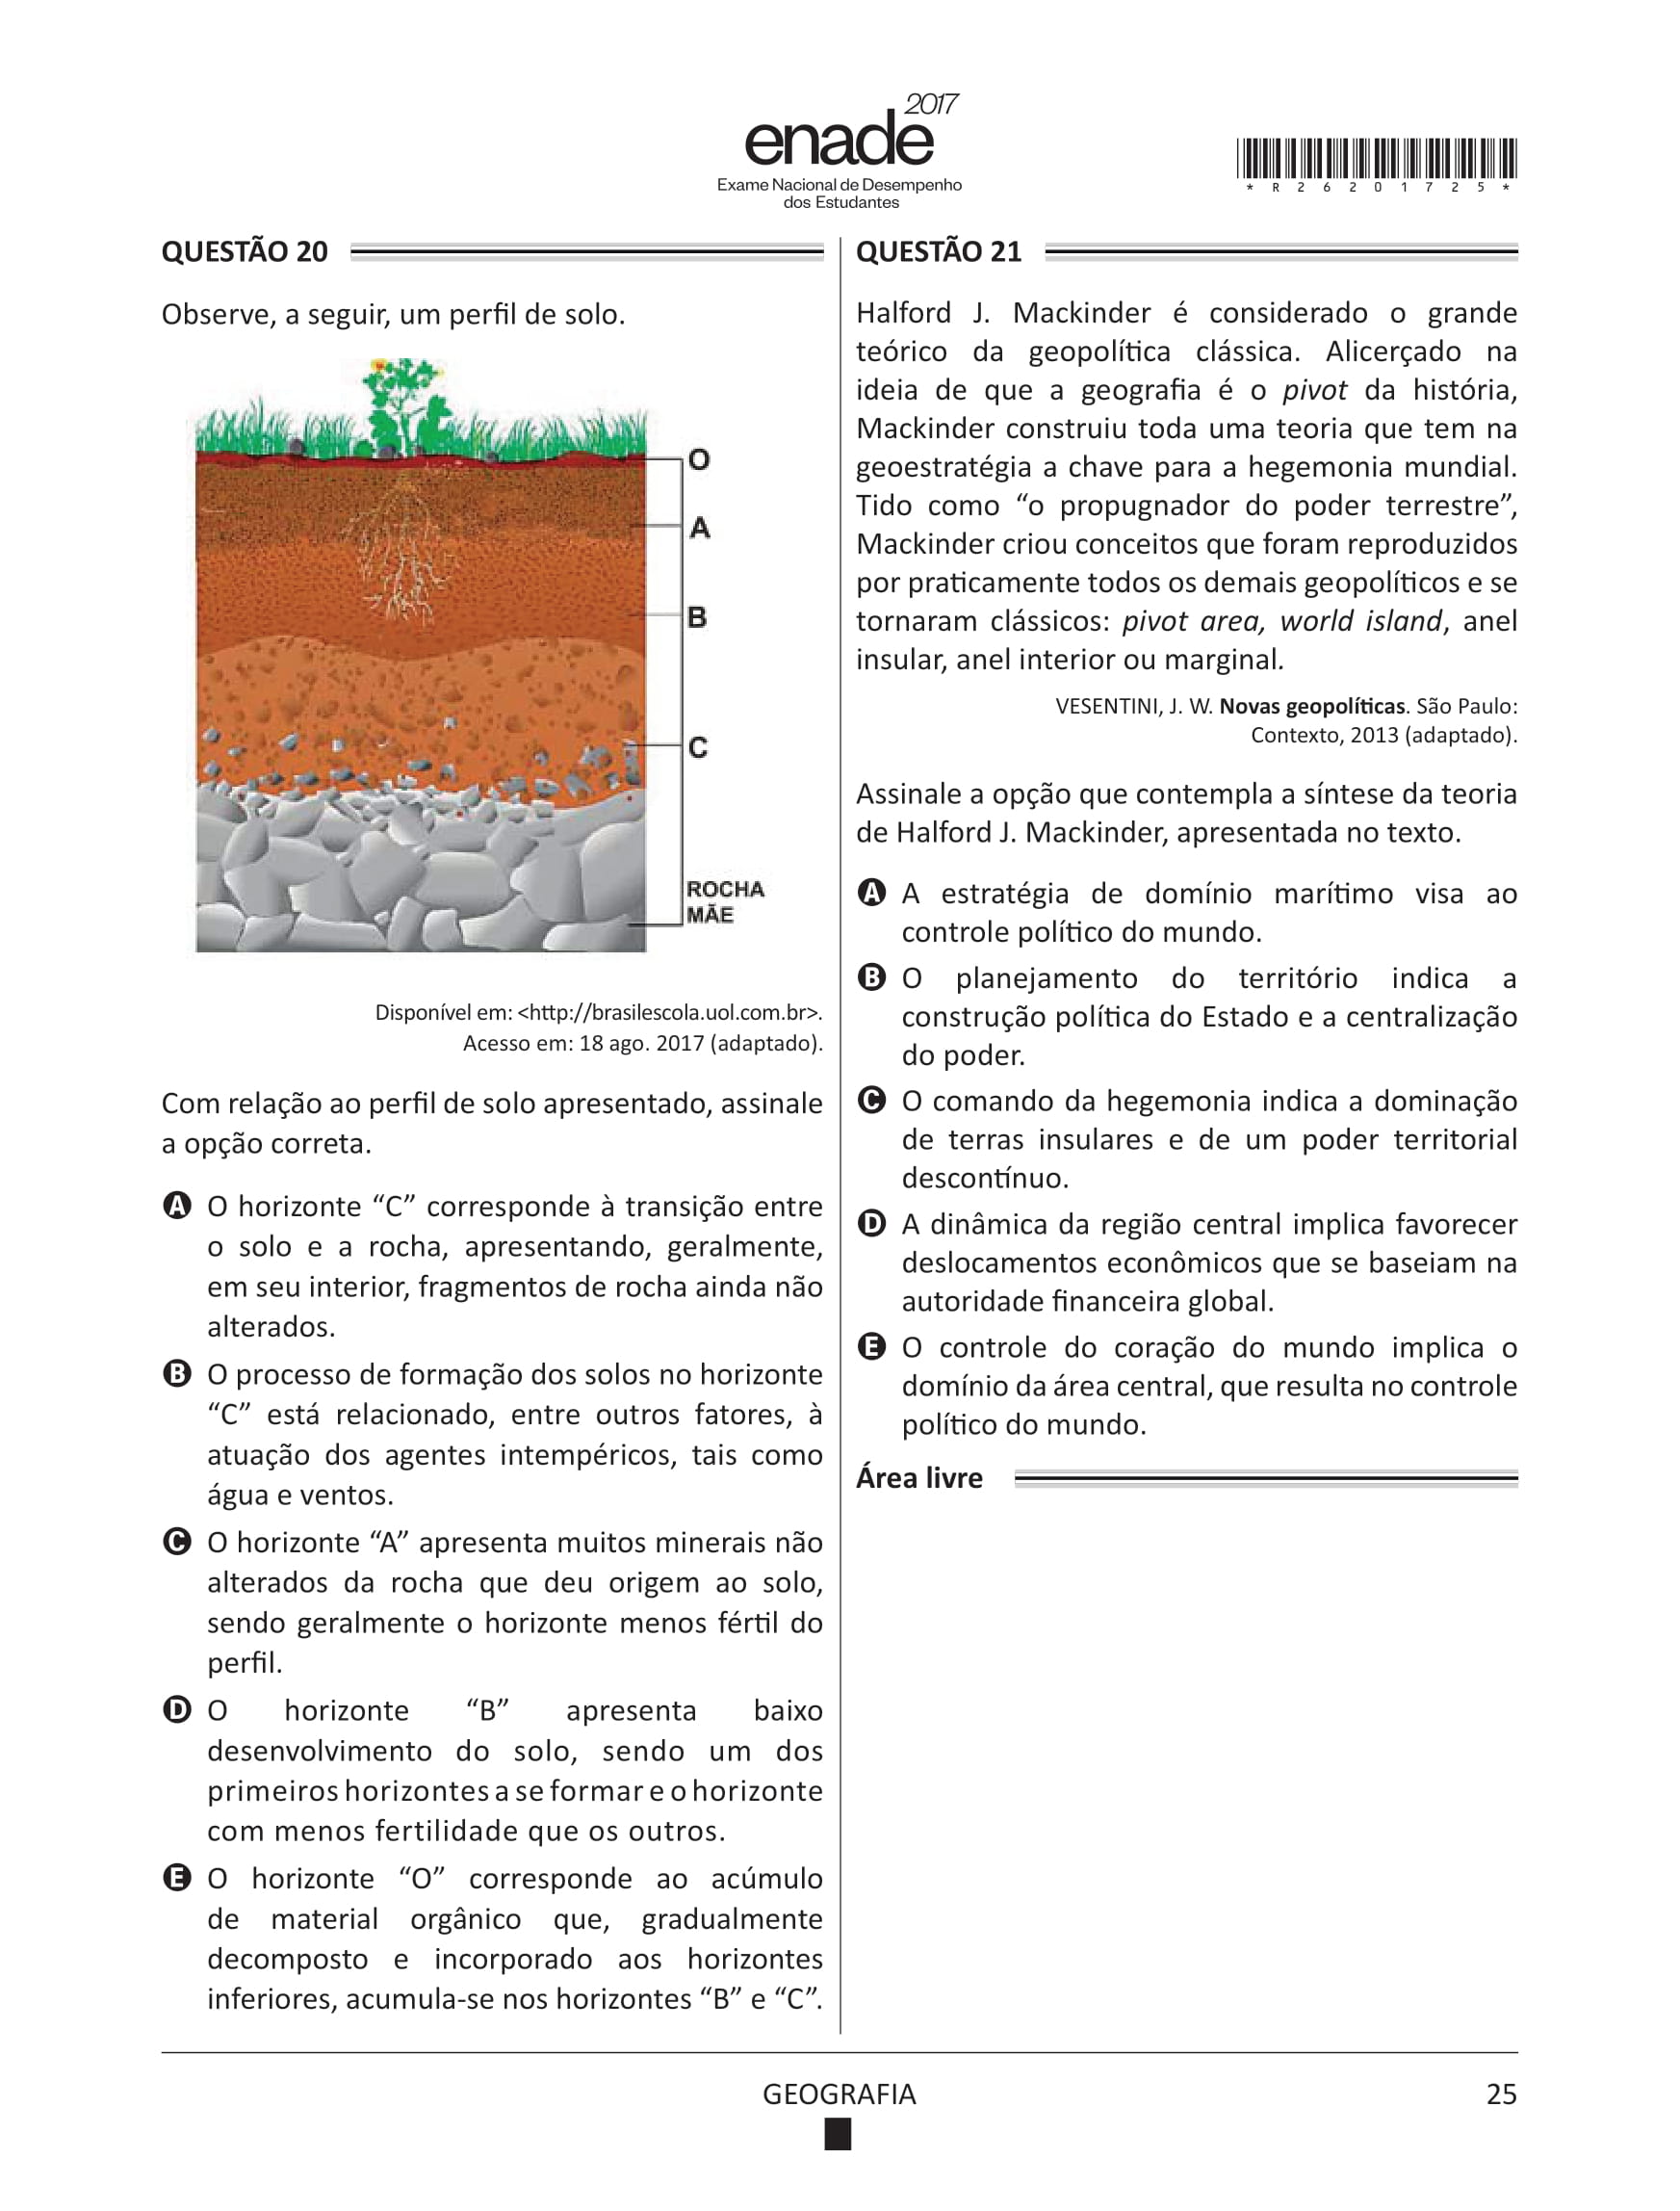 2017
enade
Exame Nacional de Desempenho
dos Estudantes
* R 2 6 2 0 1 7 2 5 *
QUESTÃO 20
Observe, a seguir, um perfil de solo.
O
A
B
C
ROCHA
MÃE
Disponível em: <http://brasilescola.uol.com.br>.
Acesso em: 18 ago. 2017 (adaptado).
Com relação ao perfil de solo apresentado, assinale
a opção correta.
A O horizonte “C” corresponde à transição entre
o solo e a rocha, apresentando, geralmente,
em seu interior, fragmentos de rocha ainda não
alterados.
B O processo de formação dos solos no horizonte
“C” está relacionado, entre outros fatores, à
atuação dos agentes intempéricos, tais como
água e ventos.
C O horizonte “A” apresenta muitos minerais não
alterados da rocha que deu origem ao solo,
sendo geralmente o horizonte menos fértil do
perfil.
D O horizonte “B” apresenta baixo
desenvolvimento do solo, sendo um dos
primeiros horizontes a se formar e o horizonte
com menos fertilidade que os outros.
E O horizonte “O” corresponde ao acúmulo
de material orgânico que, gradualmente
decomposto e incorporado aos horizontes
inferiores, acumula-se nos horizontes “B” e “C”.
QUESTÃO 21
Halford J. Mackinder é considerado o grande
teórico da geopolítica clássica. Alicerçado na
ideia de que a geografia é o pivot da história,
Mackinder construiu toda uma teoria que tem na
geoestratégia a chave para a hegemonia mundial.
Tido como “o propugnador do poder terrestre”,
Mackinder criou conceitos que foram reproduzidos
por praticamente todos os demais geopolíticos e se
tornaram clássicos: pivot area, world island, anel
insular, anel interior ou marginal.
VESENTINI, J. W. Novas geopolíticas. São Paulo:
Contexto, 2013 (adaptado).
Assinale a opção que contempla a síntese da teoria
de Halford J. Mackinder, apresentada no texto.
A A estratégia de domínio marítimo visa ao
controle político do mundo.
B O planejamento do território indica a
construção política do Estado e a centralização
do poder.
C O comando da hegemonia indica a dominação
de terras insulares e de um poder territorial
descontínuo.
D A dinâmica da região central implica favorecer
deslocamentos econômicos que se baseiam na
autoridade financeira global.
E O controle do coração do mundo implica o
domínio da área central, que resulta no controle
político do mundo.
Área livre
GEOGRAFIA
25